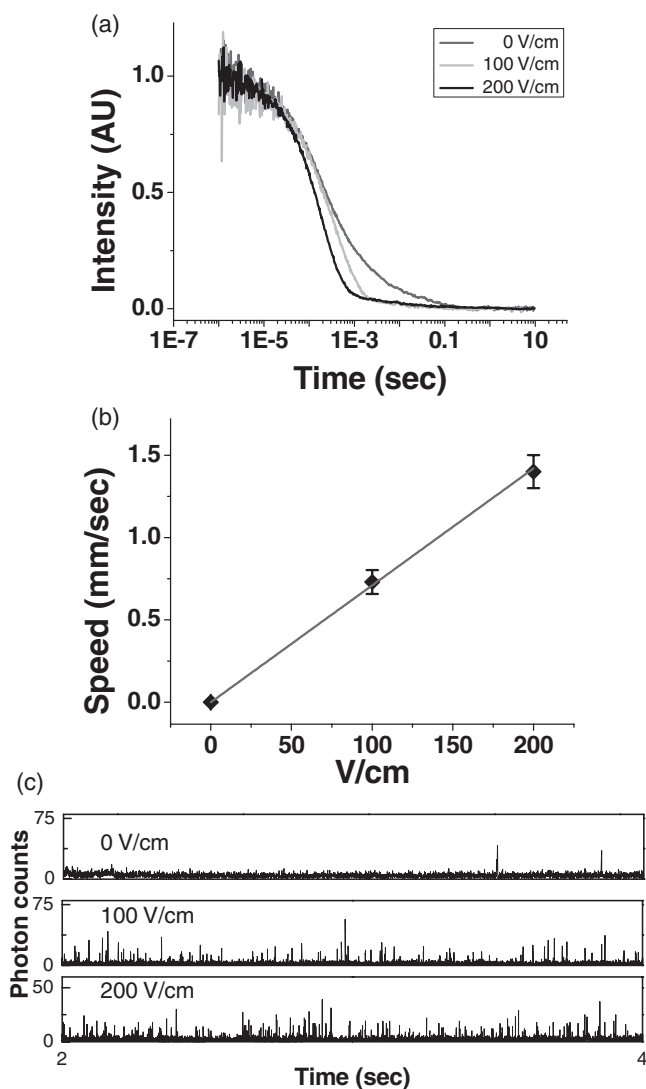 (a)
0 V/cm
100 V/cm
200 V/cm
1.0
0.5
0.0
Intensity (AU)
1E-7 1E-5 1E-3 0.1 10
Time (sec)
(b)
1.5
1.0
0.5
0.0
Speed (mm/sec)
0 50 100 150 200
V/cm
(c)
75
0 V/cm
0
75
100 V/cm
0
50
200 V/cm
0
Photon counts
2 4
Time (sec)